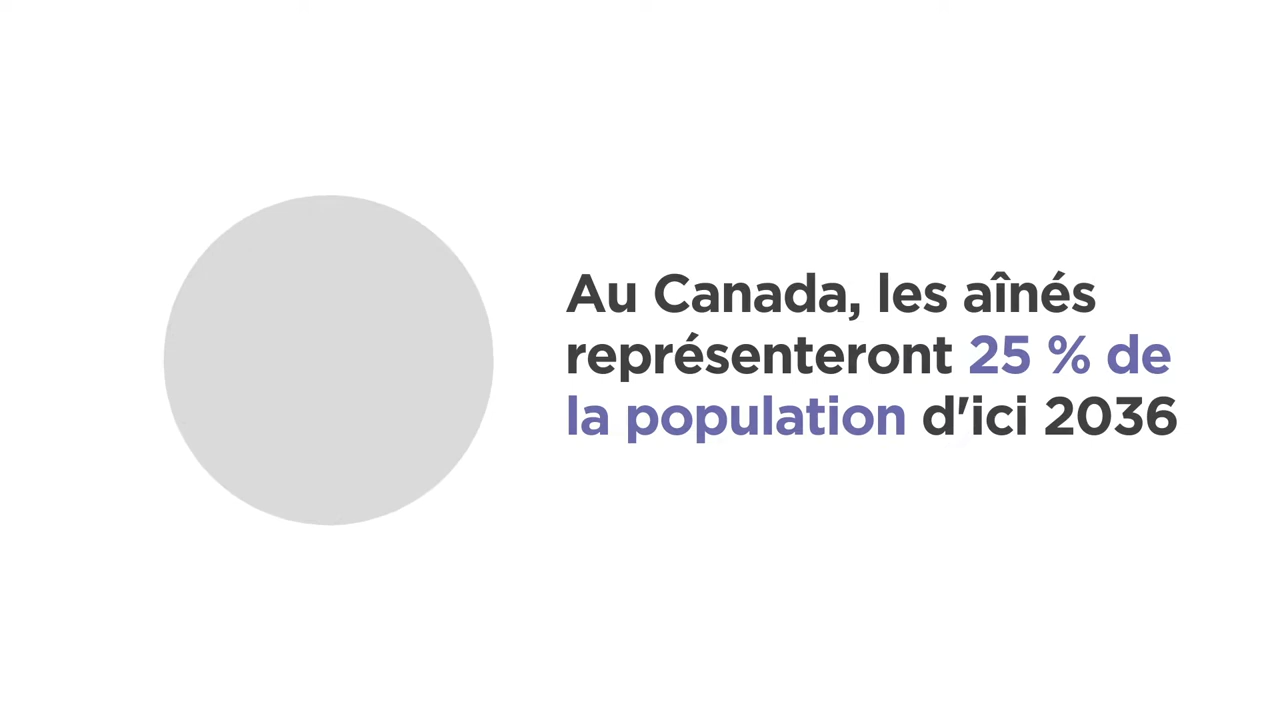 Au Canada, les aînés
représenteront 25 % de
la population d'ici 2036